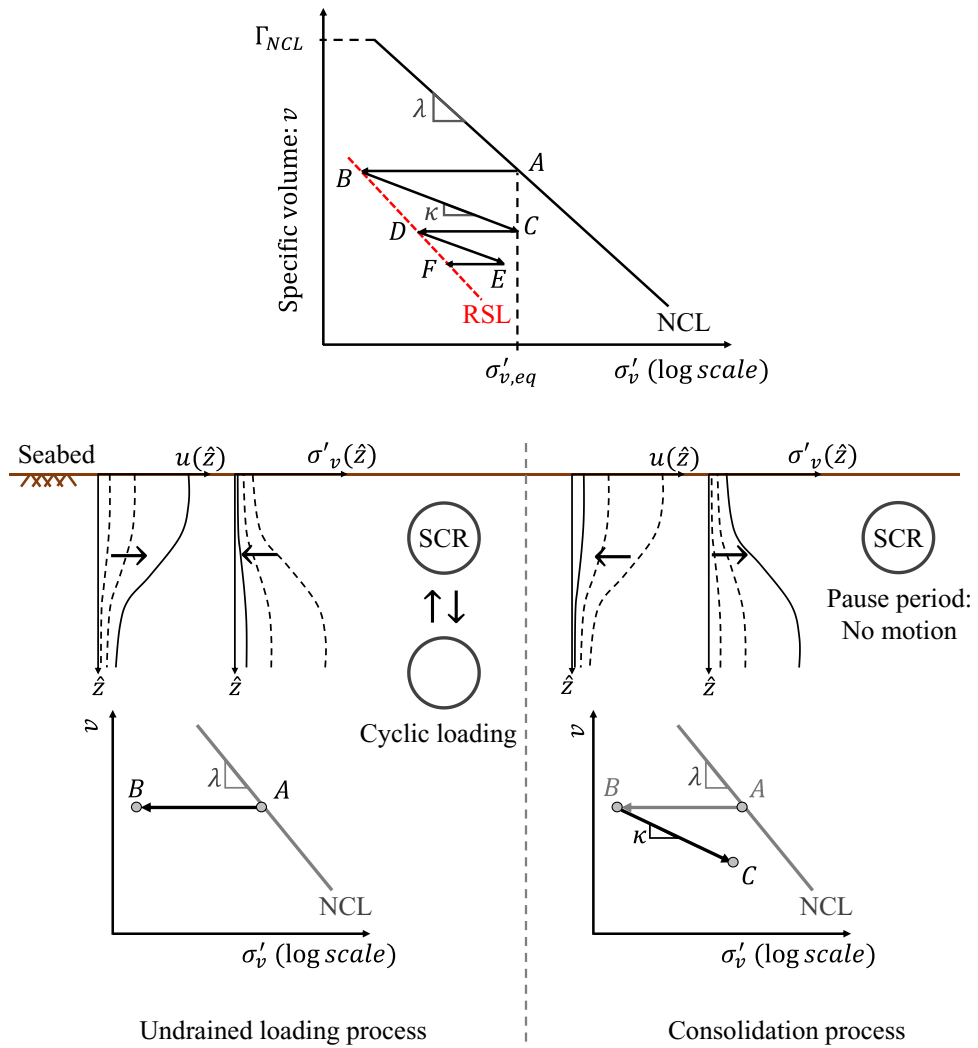 Γ_NCL
λ
Specific volume: v
A
B
κ
C
D
F
E
RSL
NCL
σ′_v,eq
σ′_v (log scale)
Seabed
u(ẑ)
σ′_v(ẑ)
u(ẑ)
σ′_v(ẑ)
SCR
SCR
Pause period:
No motion
ẑ
ẑ
ẑ
ẑ
Cyclic loading
v
λ
B
A
NCL
σ′_v (log scale)
v
λ
B
A
κ
C
NCL
σ′_v (log scale)
Undrained loading process
Consolidation process